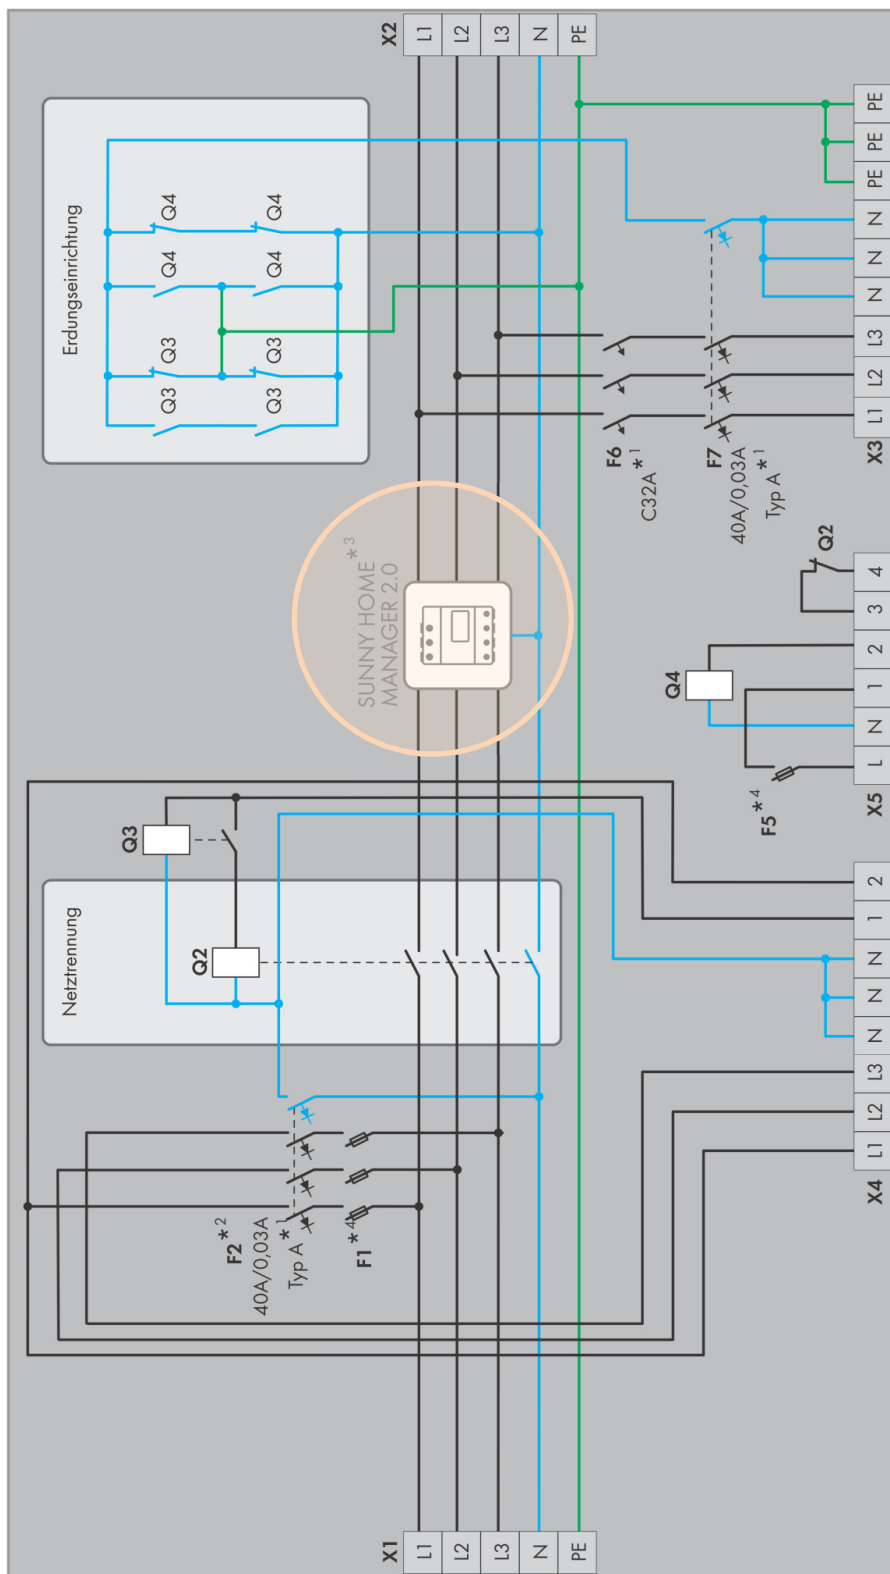 X2
L1
L2
L3
N
PE
Erdungseinrichtung
Q4
Q4
Q4
Q4
Q3
Q3
Q3
Q3
PE
PE
PE
N
N
N
L3
L2
L1
X3
F6
C32A *1
F7
40A/0,03A
Typ A *1
SUNNY HOME
MANAGER 2.0 *3
Q2
4
3
2
1
N
L
X5
Q4
F5 *4
Q3
Netztrennung
Q2
2
1
N
N
N
L3
L2
L1
X4
F2 *2
40A/0,03A
Typ A *1
F1 *4
X1
L1
L2
L3
N
PE